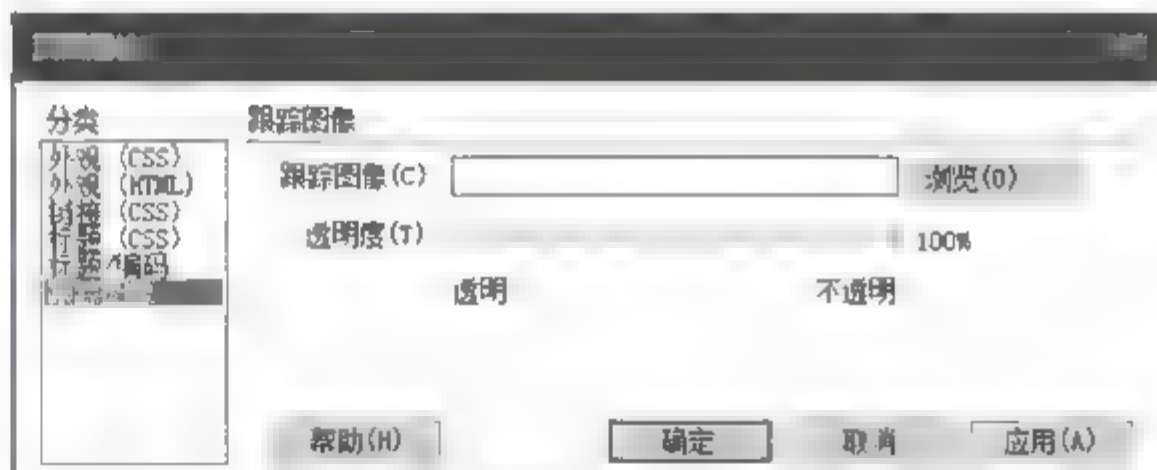 分类
外观 (CSS)
外观 (HTML)
链接 (CSS)
标题 (CSS)
标题/编码
跟踪图像
跟踪图像(C)
浏览(O)
透明度(T)
100%
透明
不透明
帮助(H)
确定
取消
应用(A)